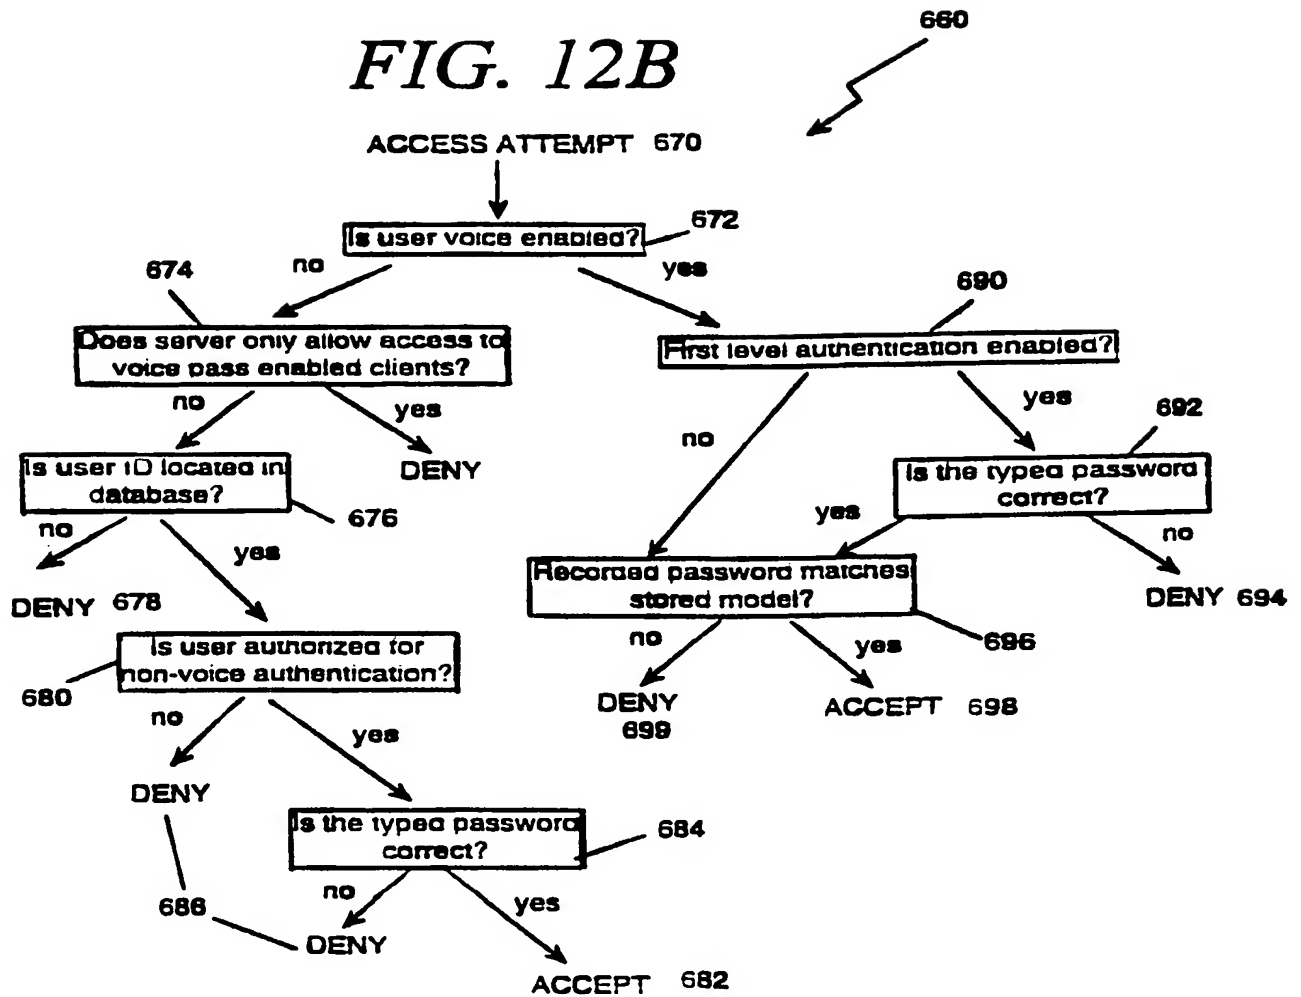 660
FIG. 12B
ACCESS ATTEMPT 670
Is user voice enabled?
672
no
yes
674
690
Does server only allow access to
voice pass enabled clients?
First level authentication enabled?
no
yes
no
yes
692
DENY
Is user ID located in
database?
676
Is the typed password
correct?
no
yes
yes
no
DENY 678
Recorded password matches
stored model?
DENY 694
696
Is user authorized for
non-voice authentication?
680
no
yes
DENY
699
ACCEPT 698
no
yes
DENY
Is the typed password
correct?
684
686
no
yes
DENY
ACCEPT 682